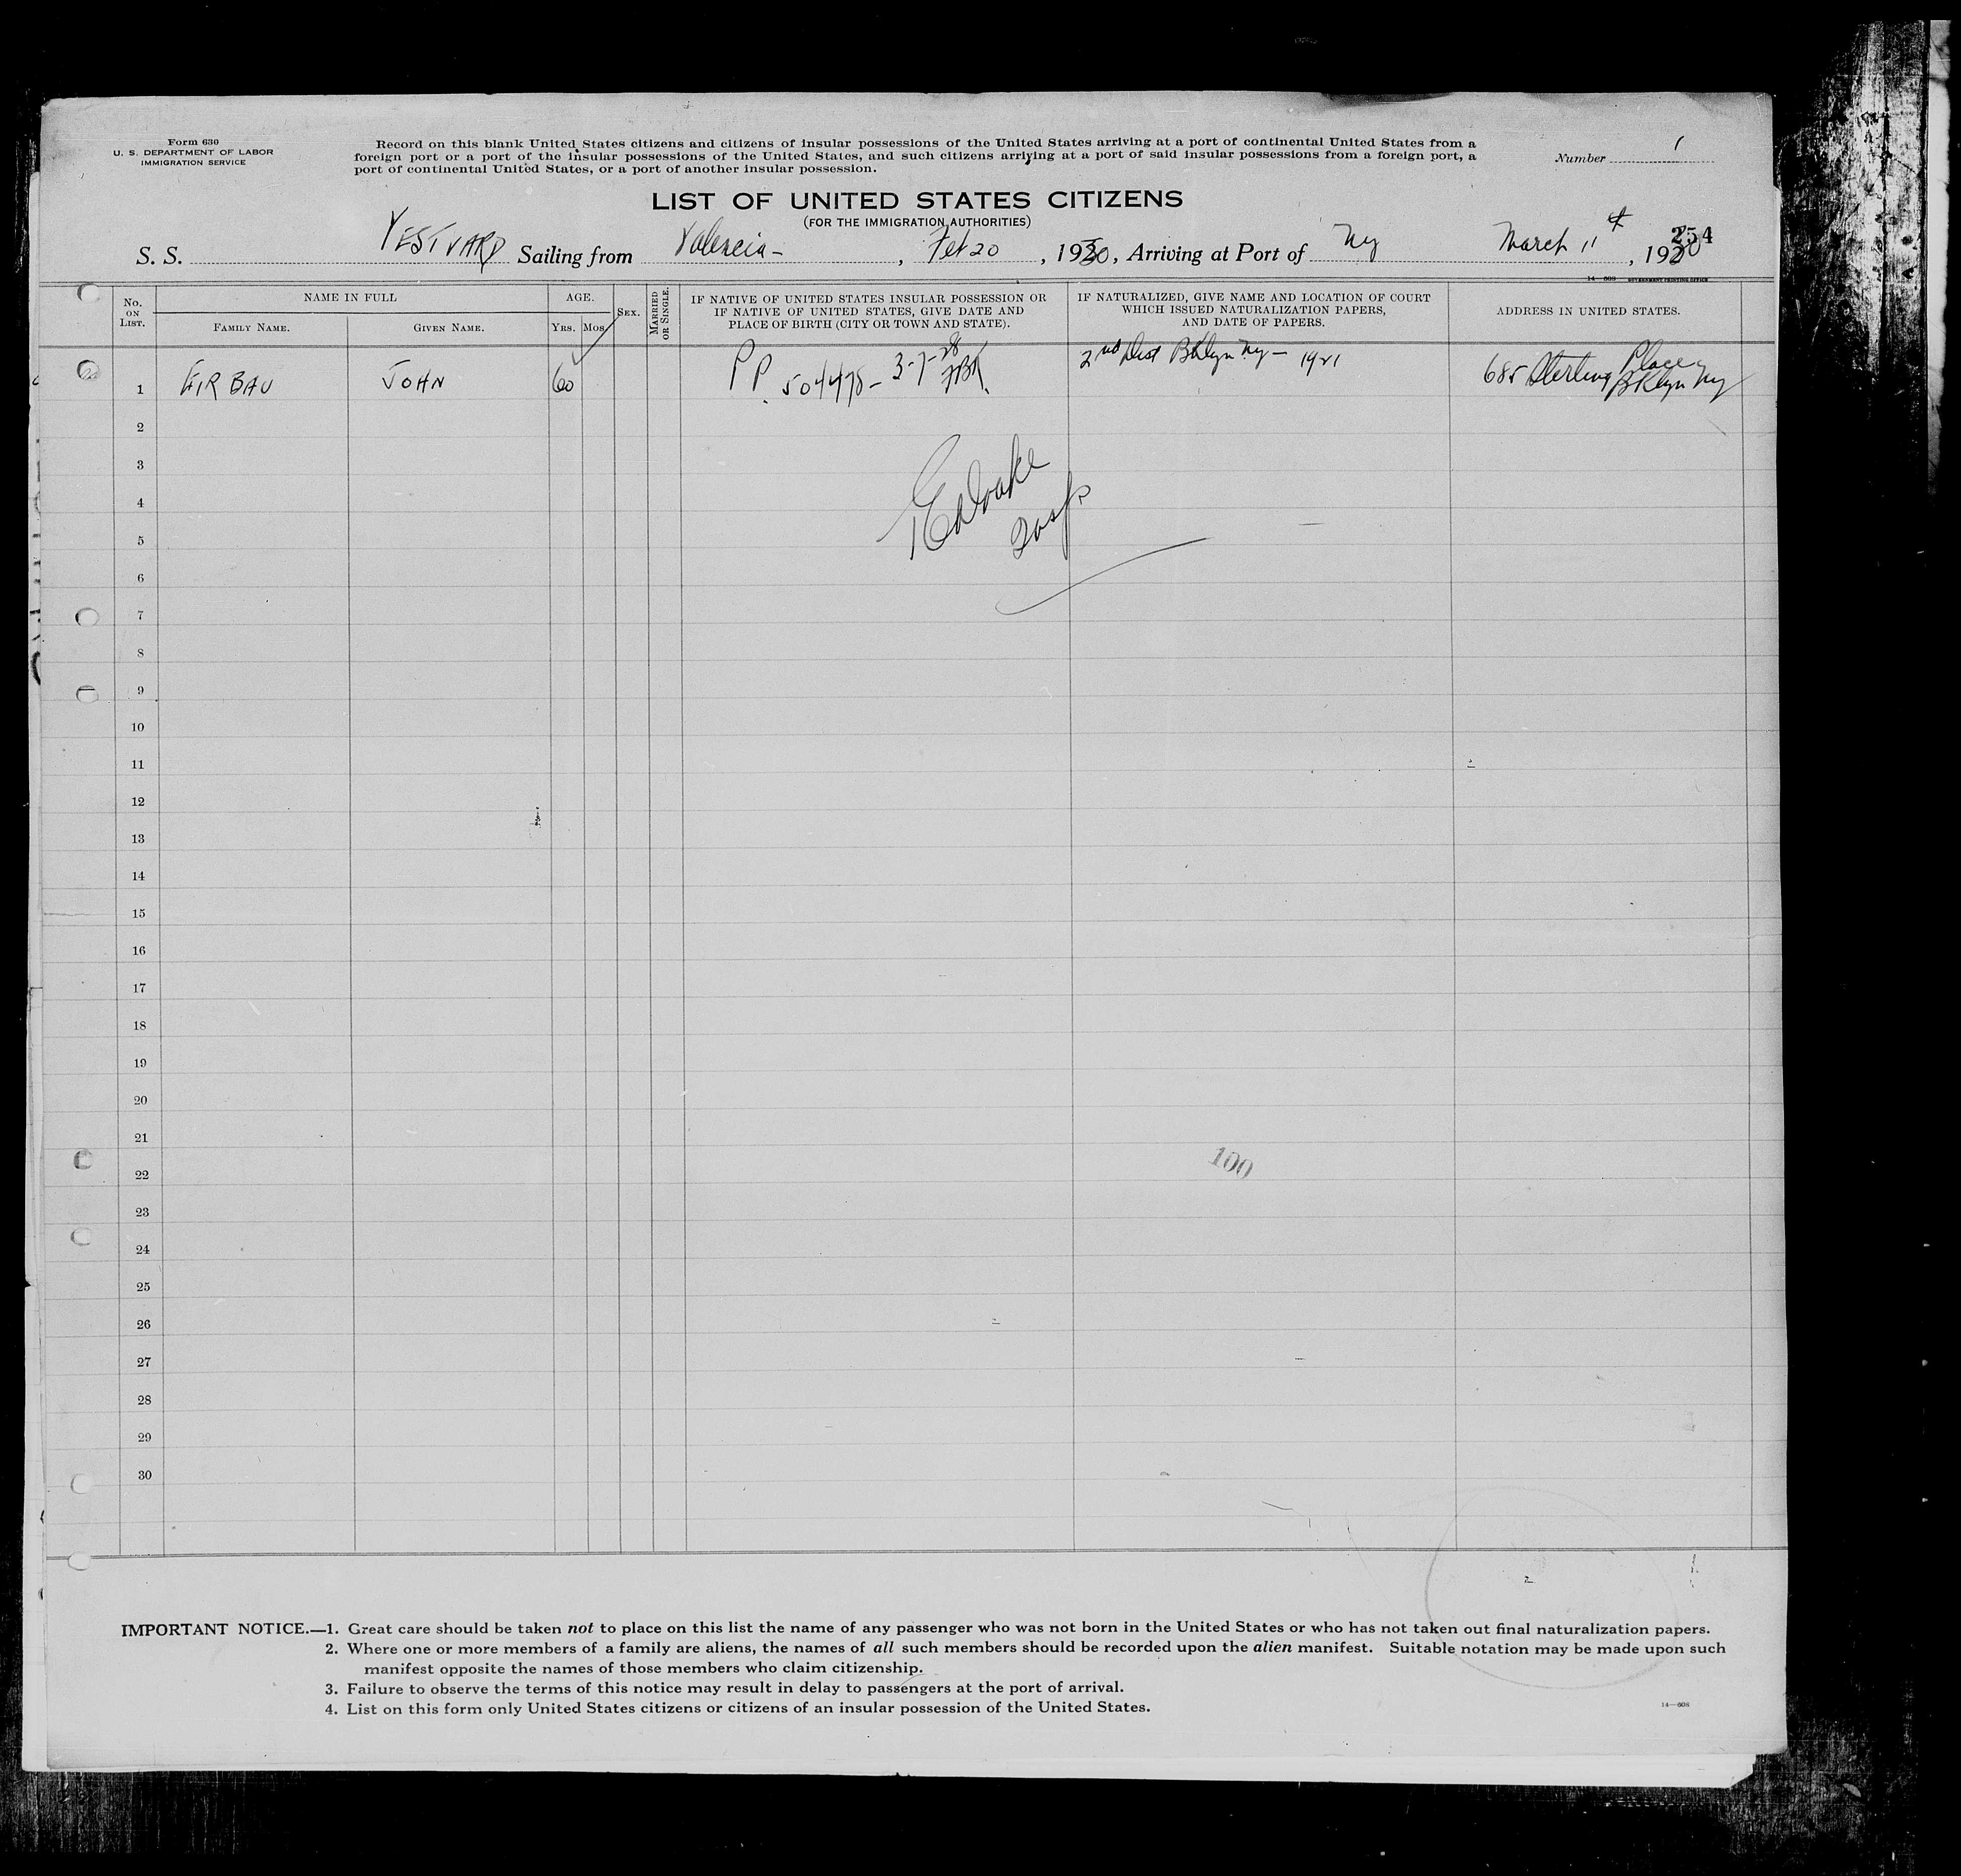 Form 630
U. S. DEPARTMENT OF LABOR
IMMIGRATION SERVICE
Record on this blank United States citizens and citizens of insular possessions of the United States arriving at a port of continental United States from a
foreign port or a port of the insular possessions of the United States, and such citizens arriving at a port of said insular possessions from a foreign port, a
port of continental United States, or a port of another insular possession.
Number 1
LIST OF UNITED STATES CITIZENS
(FOR THE IMMIGRATION AUTHORITIES)
254
S. S. YESTVARD Sailing from Valencia - , Feb 20 , 1930, Arriving at Port of Ny March 11th , 1930
14—608 GOVERNMENT PRINTING OFFICE
No. ON LIST. NAME IN FULL AGE. SEX. MARRIED OR SINGLE. IF NATIVE OF UNITED STATES INSULAR POSSESSION OR IF NATIVE OF UNITED STATES, GIVE DATE AND PLACE OF BIRTH (CITY OR TOWN AND STATE). IF NATURALIZED, GIVE NAME AND LOCATION OF COURT WHICH ISSUED NATURALIZATION PAPERS, AND DATE OF PAPERS. ADDRESS IN UNITED STATES.
FAMILY NAME. GIVEN NAME. YRS. MOS.
1 FIR BAU JOHN 60 PP. 504478 - 3-7-28 2nd Dist Bklyn Ny - 1921 685 Sterling Place Bklyn Ny
2
3
4
5
6
7
8
9
10
11
12
13
14
15
16
17
18
19
20
21
22
100
23
24
25
26
27
28
29
30
IMPORTANT NOTICE.—1. Great care should be taken not to place on this list the name of any passenger who was not born in the United States or who has not taken out final naturalization papers.
2. Where one or more members of a family are aliens, the names of all such members should be recorded upon the alien manifest. Suitable notation may be made upon such
manifest opposite the names of those members who claim citizenship.
3. Failure to observe the terms of this notice may result in delay to passengers at the port of arrival.
4. List on this form only United States citizens or citizens of an insular possession of the United States.
14—608